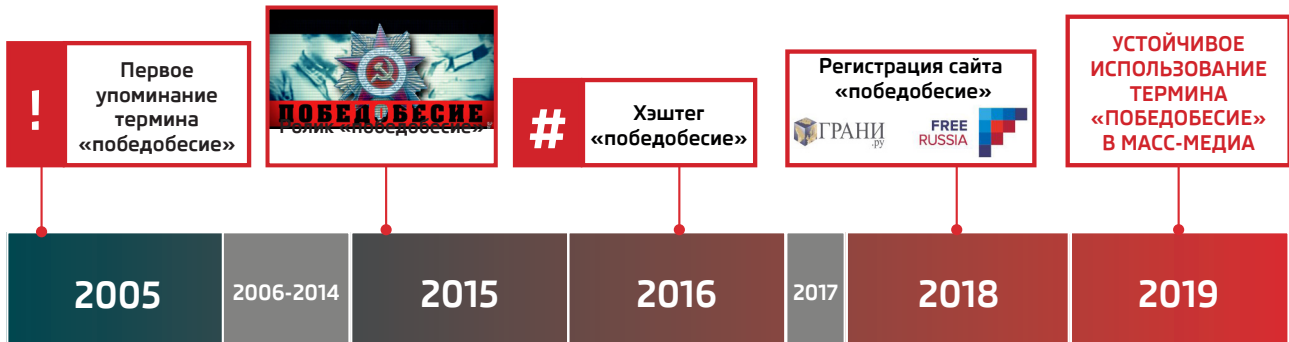 !
Первое
упоминание
термина
«победобесие»
ПОБЕДОБЕСИЕ
Ролик «победобесие»
#
Хэштег
«победобесие»
Регистрация сайта
«победобесие»
ГРАНИ
.ру
FREE
RUSSIA
УСТОЙЧИВОЕ
ИСПОЛЬЗОВАНИЕ
ТЕРМИНА
«ПОБЕДОБЕСИЕ»
В МАСС-МЕДИА
2005
2006-2014
2015
2016
2017
2018
2019